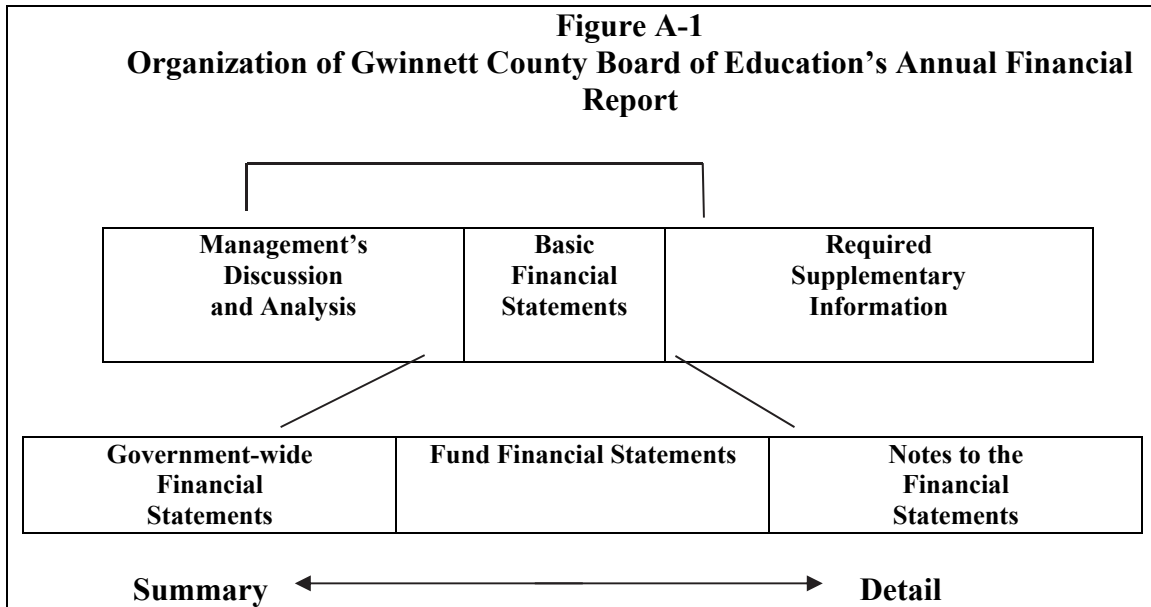 Figure A-1
Organization of Gwinnett County Board of Education’s Annual Financial
Report
Management’s
Discussion
and Analysis
Basic
Financial
Statements
Required
Supplementary
Information
Government-wide
Financial
Statements
Fund Financial Statements
Notes to the
Financial
Statements
Summary
Detail